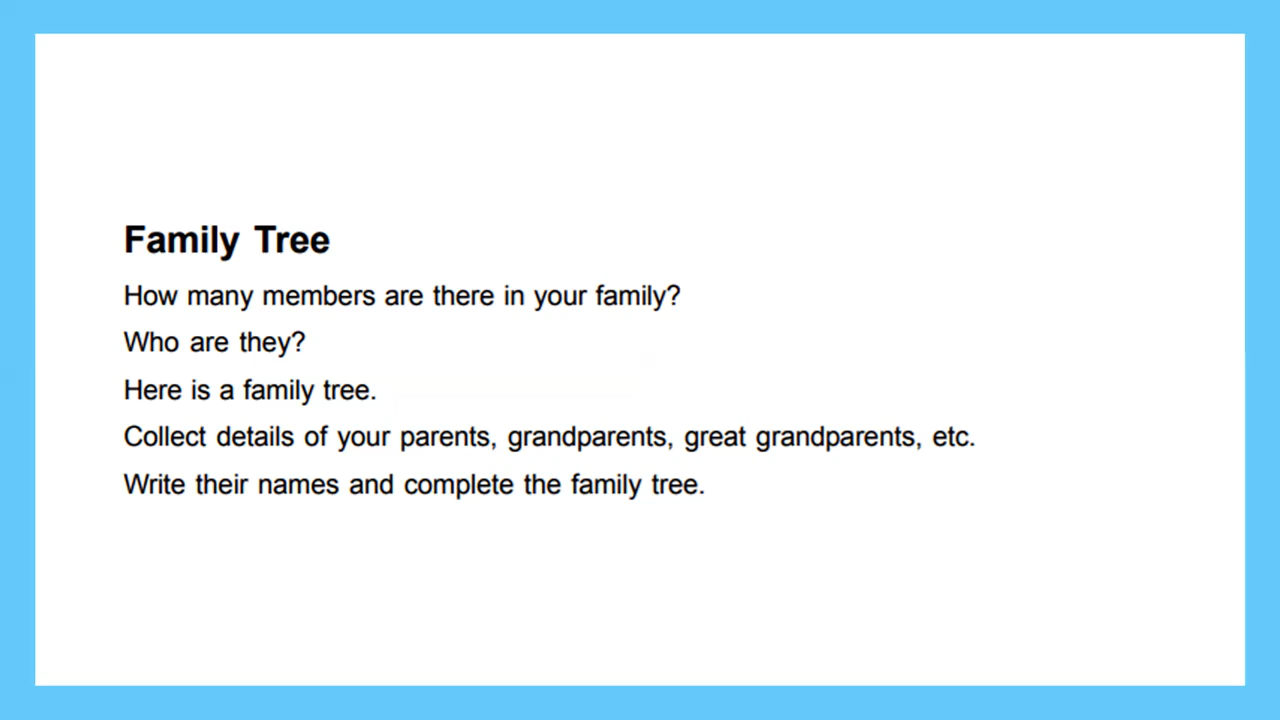 Family Tree
How many members are there in your family?
Who are they?
Here is a family tree.
Collect details of your parents, grandparents, great grandparents, etc.
Write their names and complete the family tree.